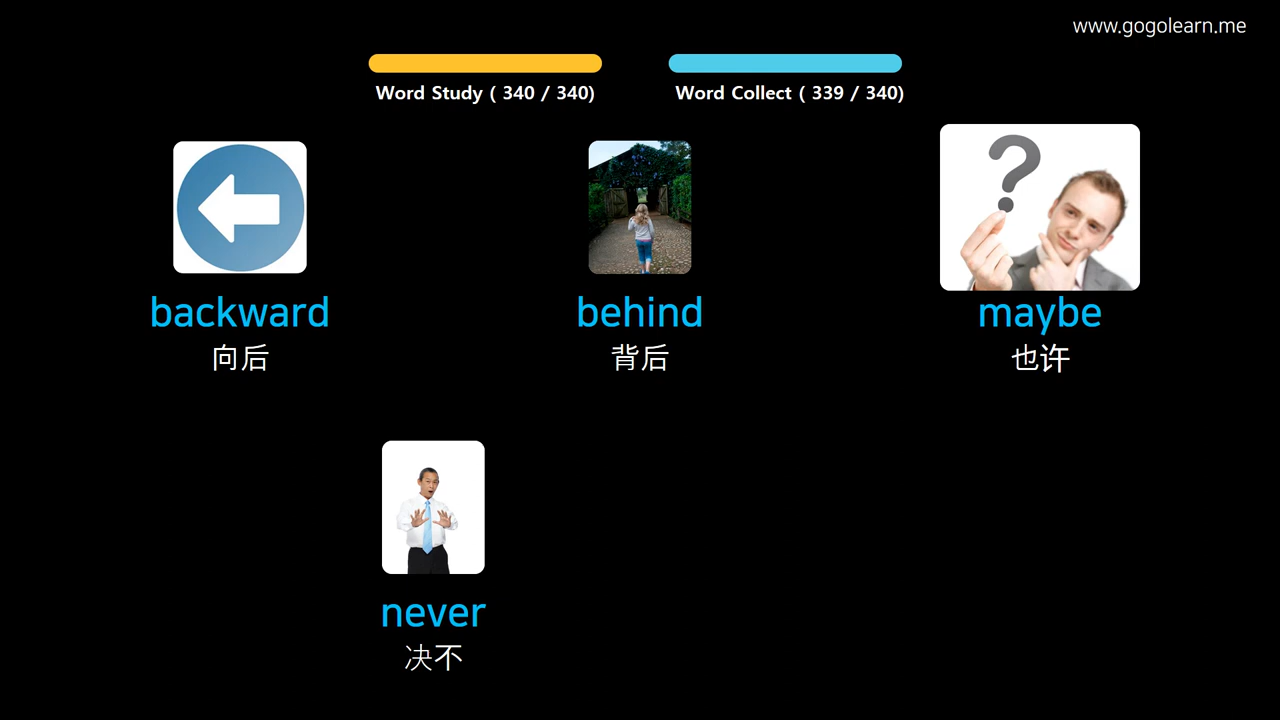 www.gogolearn.me
Word Study ( 340 / 340)
Word Collect ( 339 / 340)
backward
向后
behind
背后
maybe
也许
never
决不